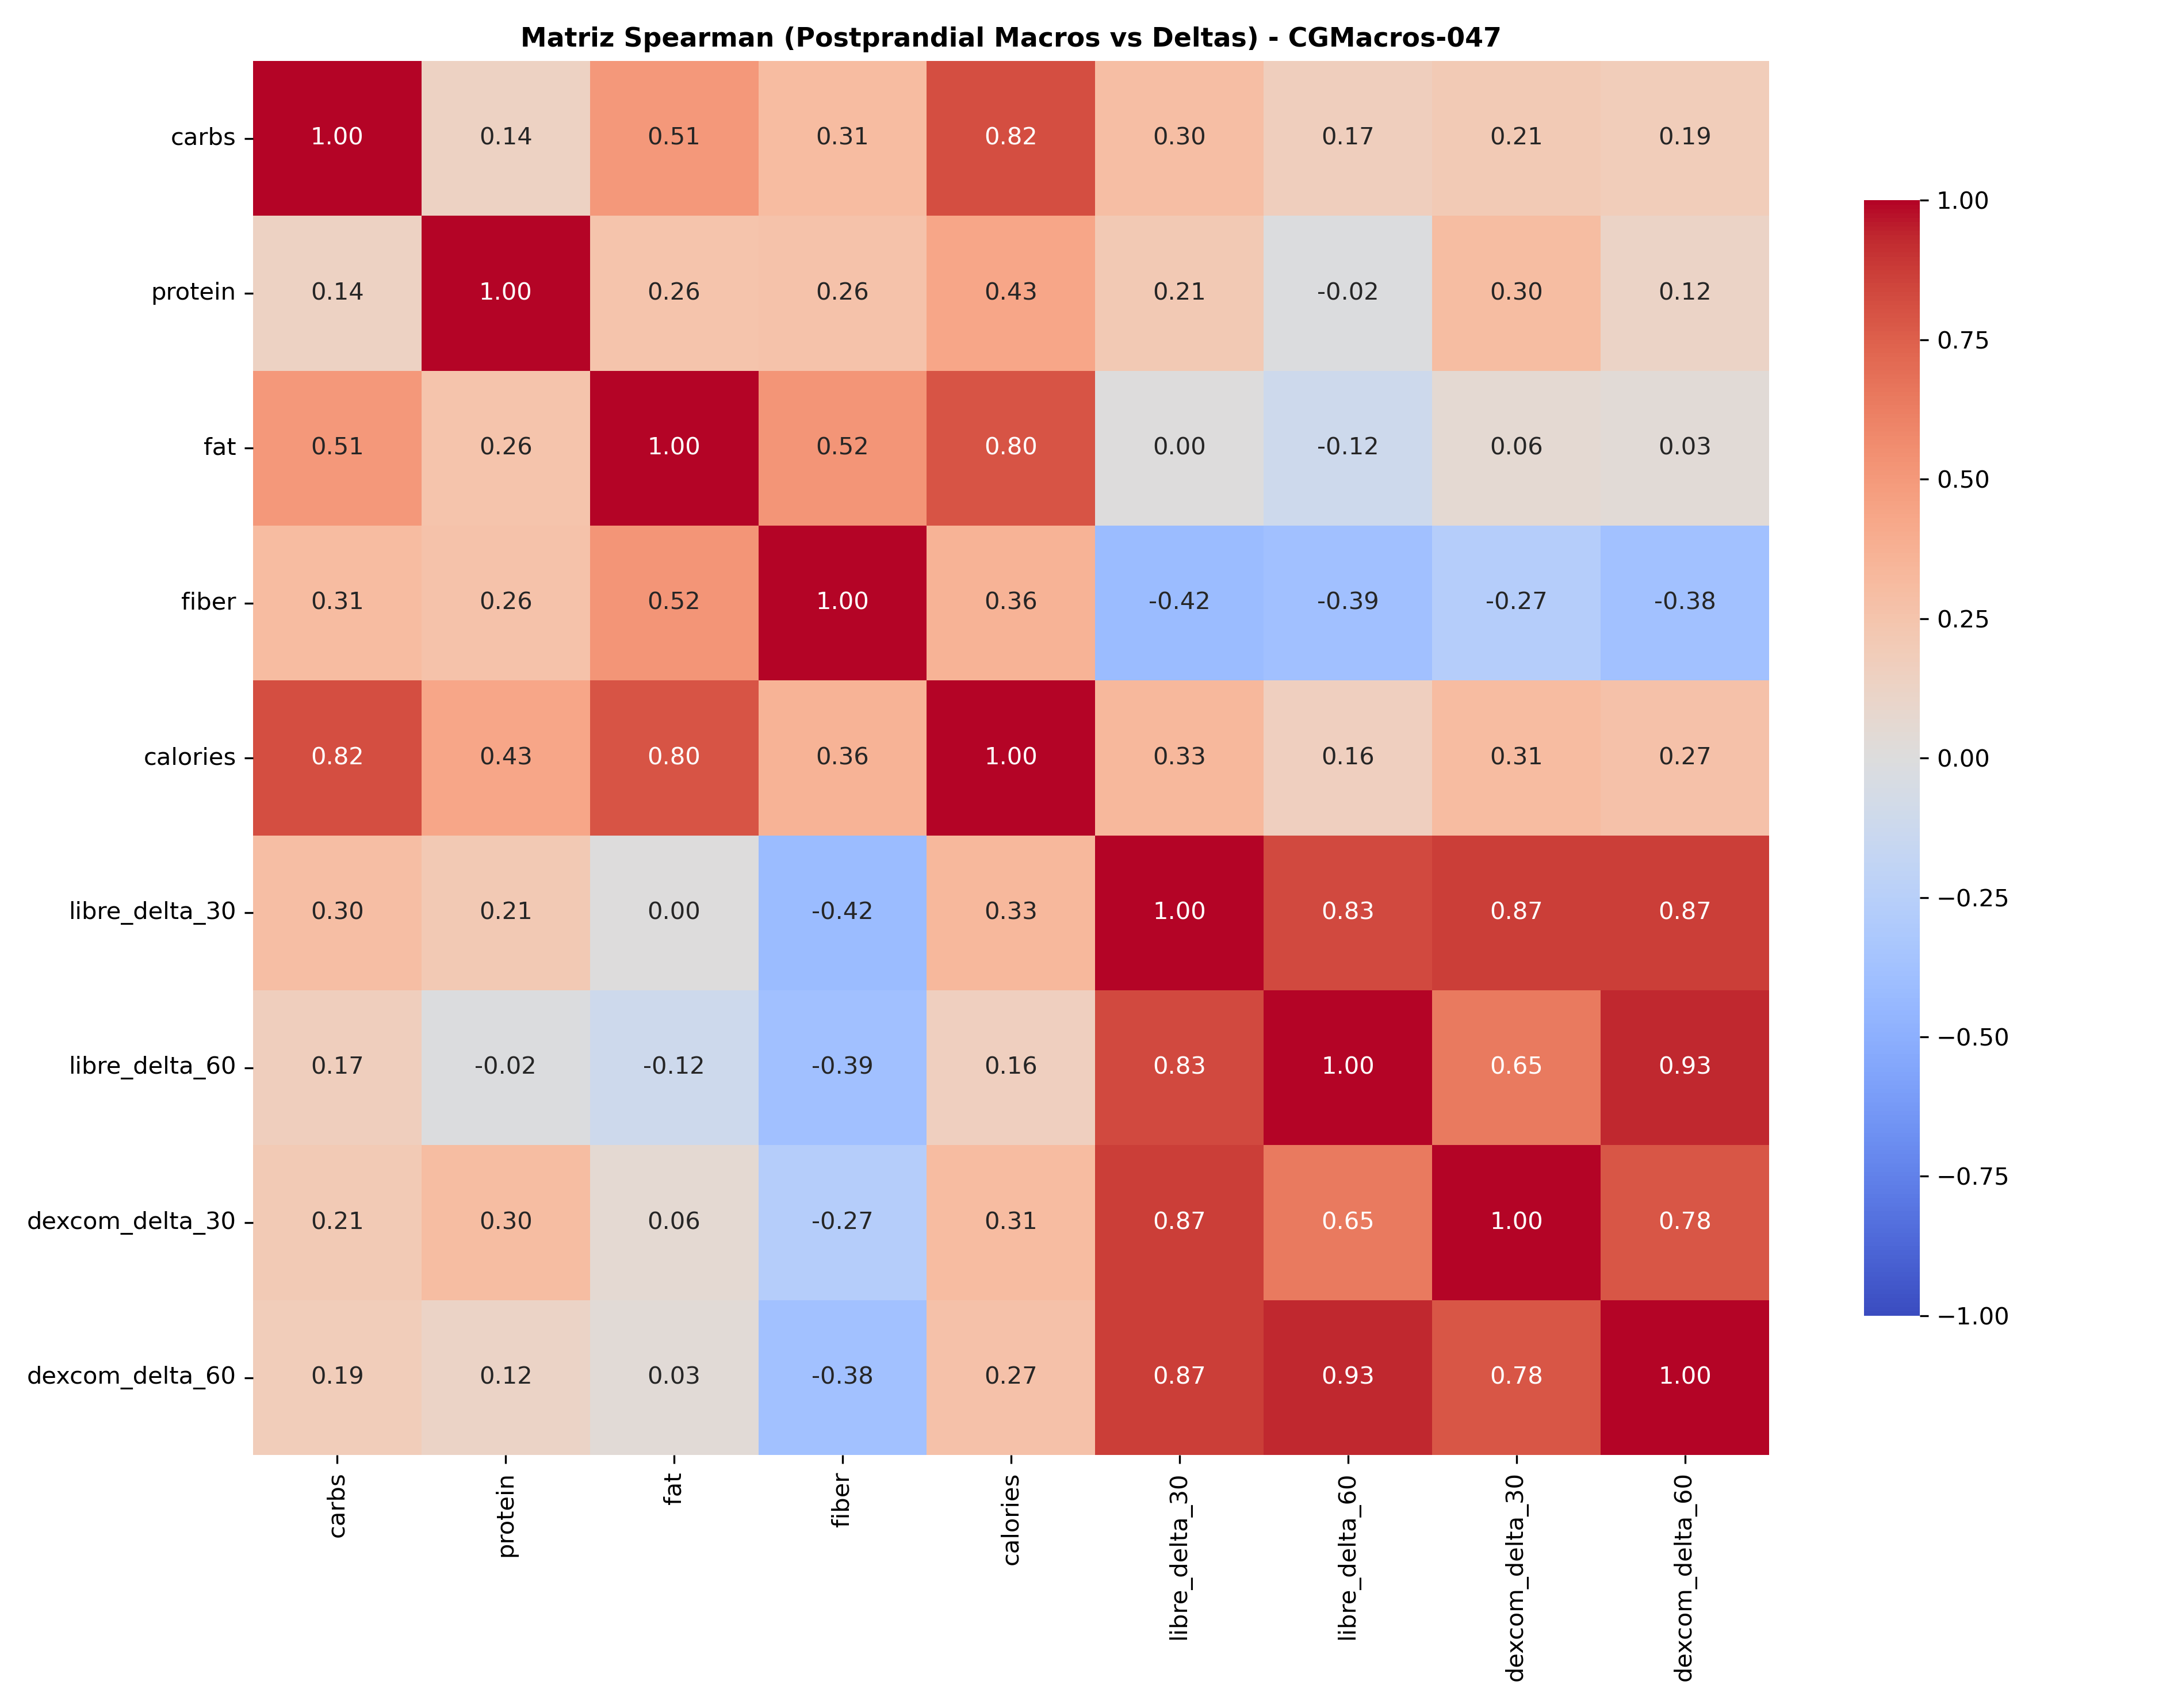 Matriz Spearman (Postprandial Macros vs Deltas) - CGMacros-047
carbs 1.00 0.14 0.51 0.31 0.82 0.30 0.17 0.21 0.19
protein 0.14 1.00 0.26 0.26 0.43 0.21 -0.02 0.30 0.12
fat 0.51 0.26 1.00 0.52 0.80 0.00 -0.12 0.06 0.03
fiber 0.31 0.26 0.52 1.00 0.36 -0.42 -0.39 -0.27 -0.38
calories 0.82 0.43 0.80 0.36 1.00 0.33 0.16 0.31 0.27
libre_delta_30 0.30 0.21 0.00 -0.42 0.33 1.00 0.83 0.87 0.87
libre_delta_60 0.17 -0.02 -0.12 -0.39 0.16 0.83 1.00 0.65 0.93
dexcom_delta_30 0.21 0.30 0.06 -0.27 0.31 0.87 0.65 1.00 0.78
dexcom_delta_60 0.19 0.12 0.03 -0.38 0.27 0.87 0.93 0.78 1.00
carbs protein fat fiber calories libre_delta_30 libre_delta_60 dexcom_delta_30 dexcom_delta_60
1.00
0.75
0.50
0.25
0.00
−0.25
−0.50
−0.75
−1.00